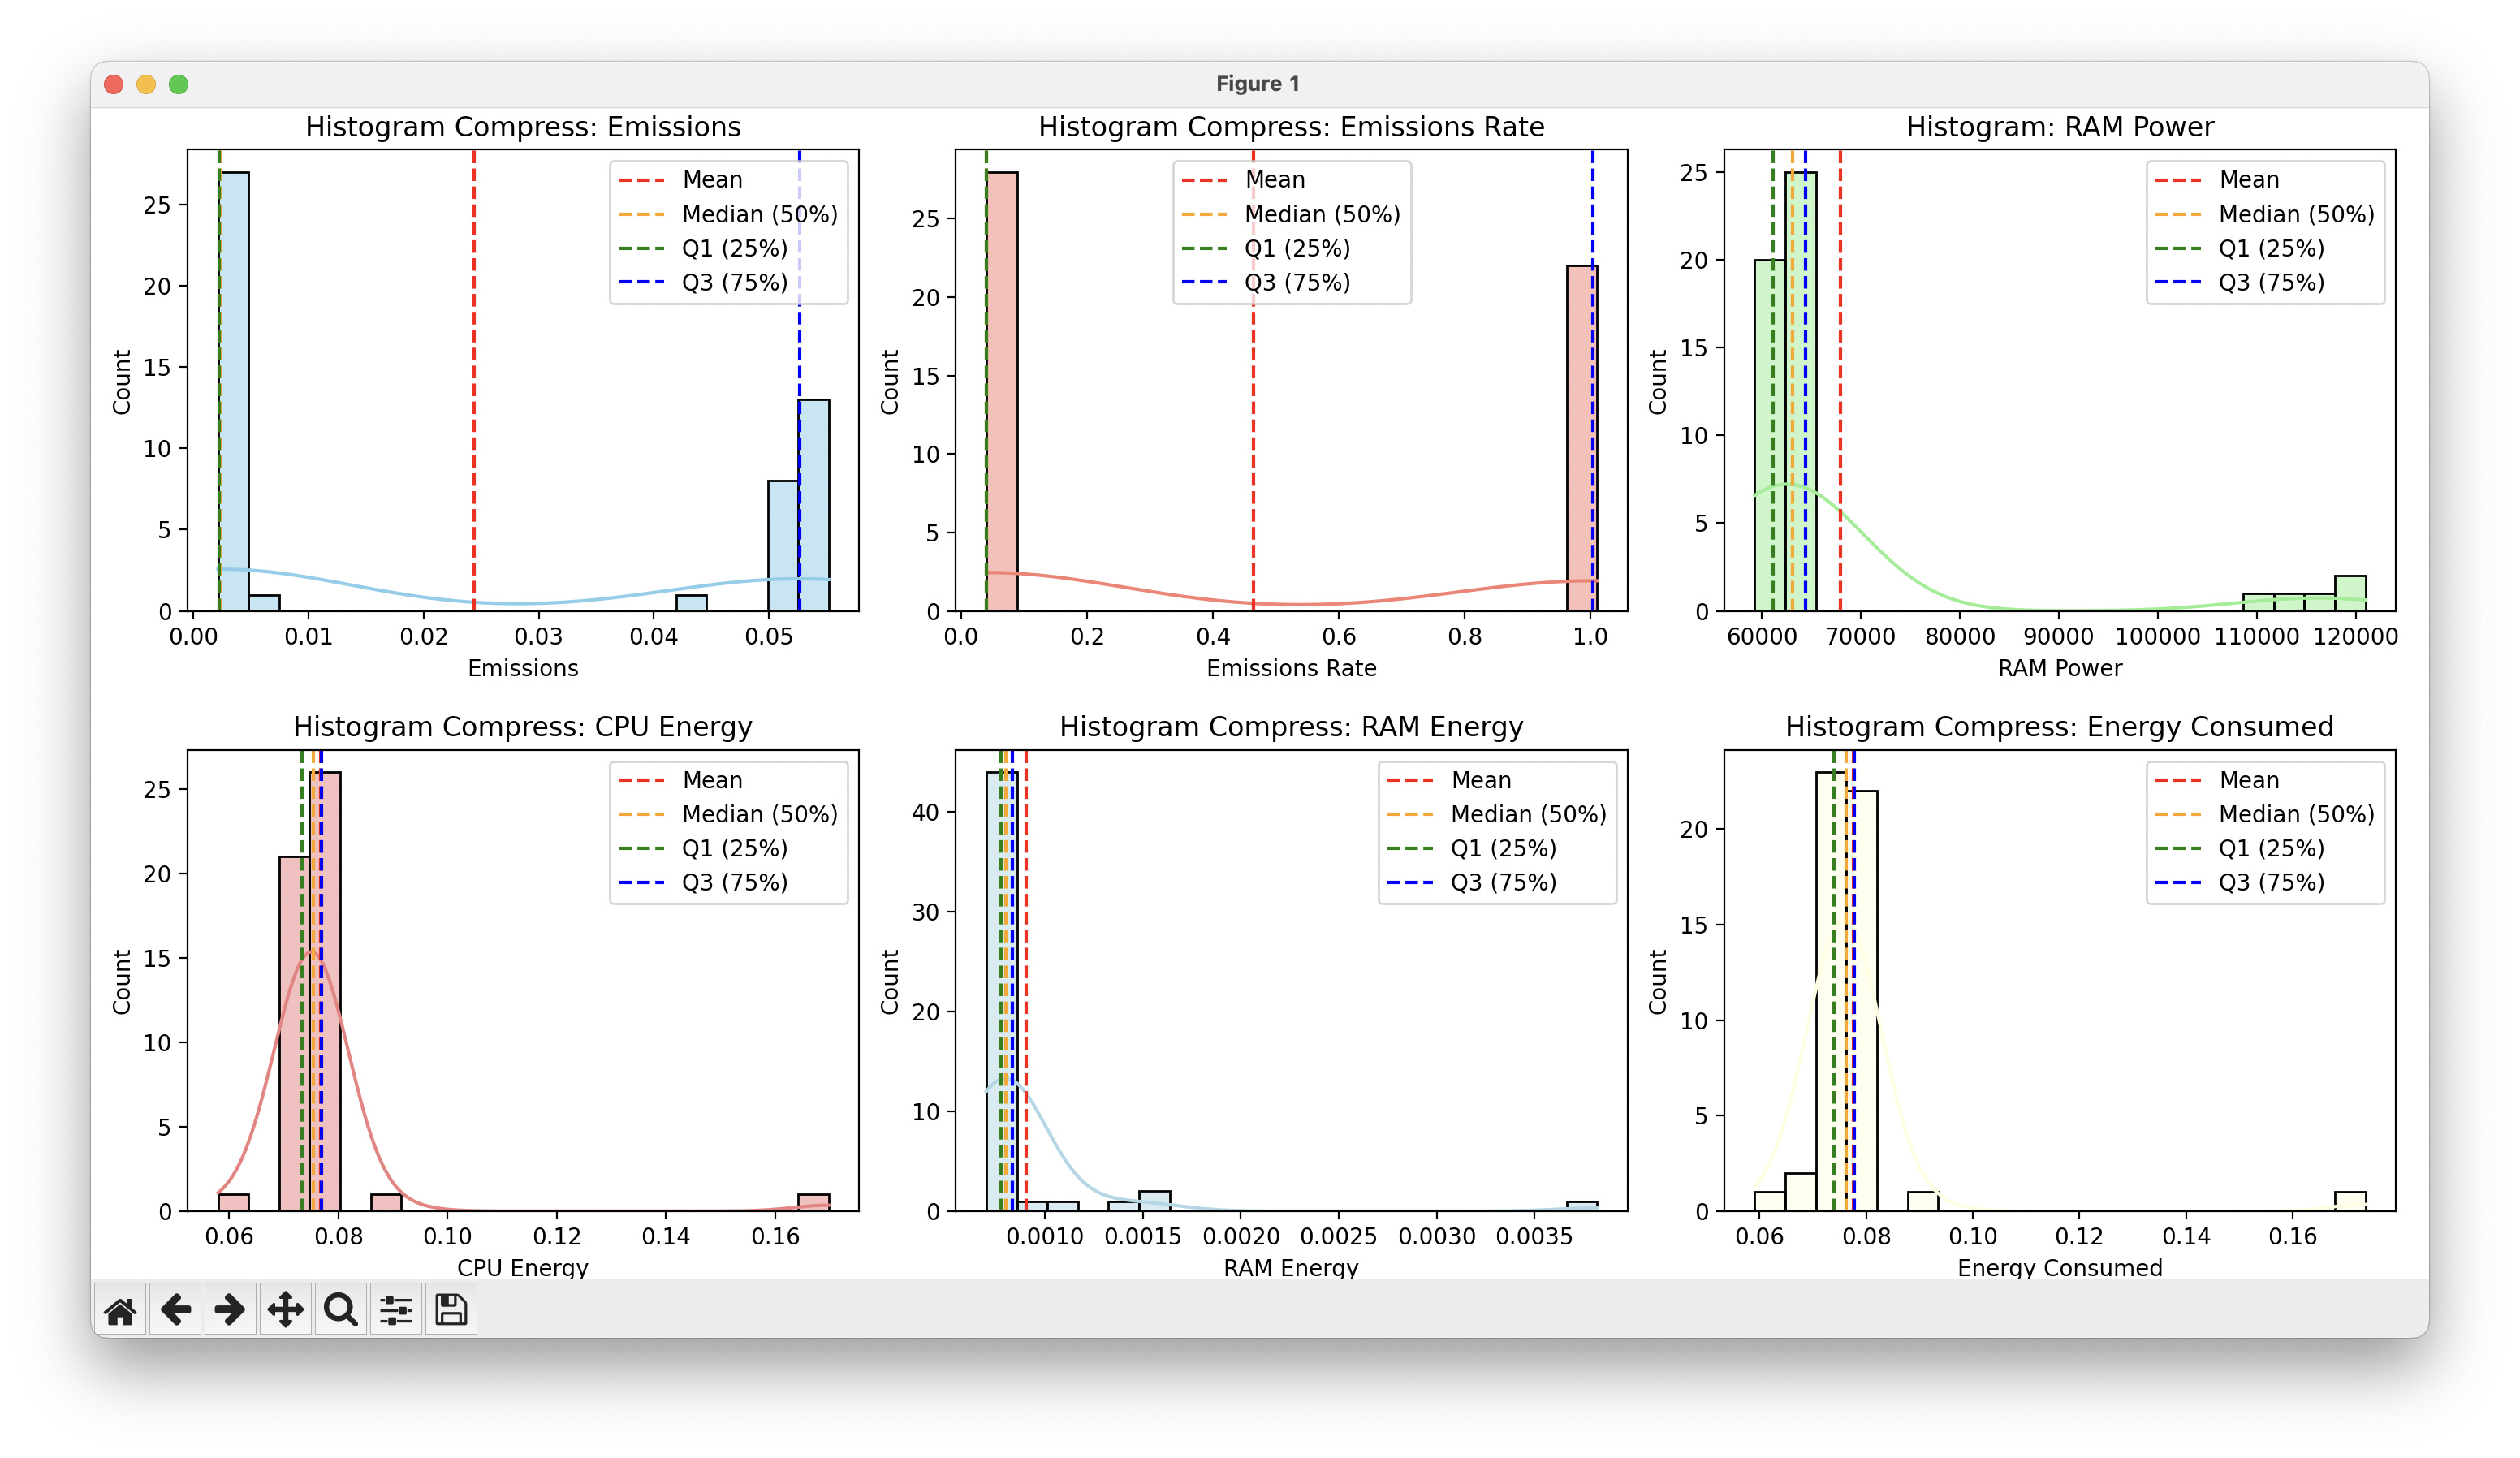 Figure 1
Histogram Compress: Emissions
Mean
Median (50%)
Q1 (25%)
Q3 (75%)
Count
25
20
15
10
5
0
0.00 0.01 0.02 0.03 0.04 0.05
Emissions
Histogram Compress: Emissions Rate
Mean
Median (50%)
Q1 (25%)
Q3 (75%)
Count
25
20
15
10
5
0
0.0 0.2 0.4 0.6 0.8 1.0
Emissions Rate
Histogram: RAM Power
Mean
Median (50%)
Q1 (25%)
Q3 (75%)
Count
25
20
15
10
5
0
60000 70000 80000 90000 100000 110000 120000
RAM Power
Histogram Compress: CPU Energy
Mean
Median (50%)
Q1 (25%)
Q3 (75%)
Count
25
20
15
10
5
0
0.06 0.08 0.10 0.12 0.14 0.16
CPU Energy
Histogram Compress: RAM Energy
Mean
Median (50%)
Q1 (25%)
Q3 (75%)
Count
40
30
20
10
0
0.0010 0.0015 0.0020 0.0025 0.0030 0.0035
RAM Energy
Histogram Compress: Energy Consumed
Mean
Median (50%)
Q1 (25%)
Q3 (75%)
Count
20
15
10
5
0
0.06 0.08 0.10 0.12 0.14 0.16
Energy Consumed